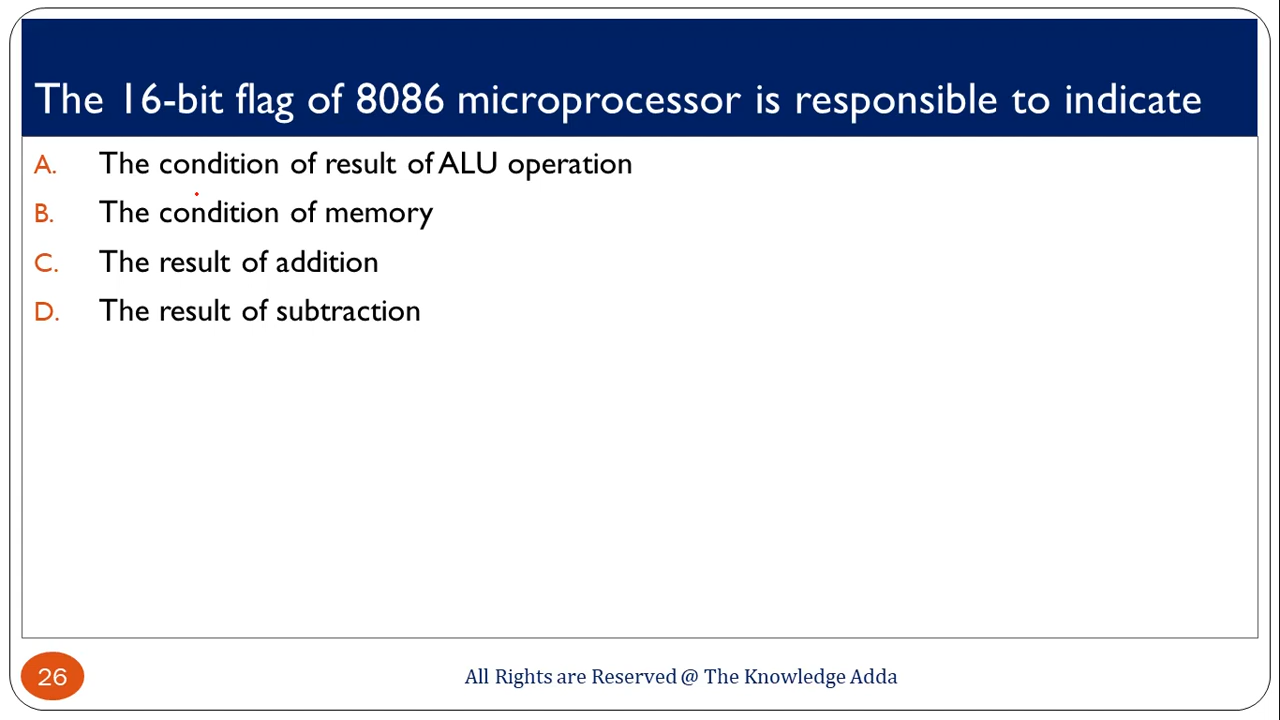 The 16-bit flag of 8086 microprocessor is responsible to indicate
A. The condition of result of ALU operation
B. The condition of memory
C. The result of addition
D. The result of subtraction
26
All Rights are Reserved @ The Knowledge Adda